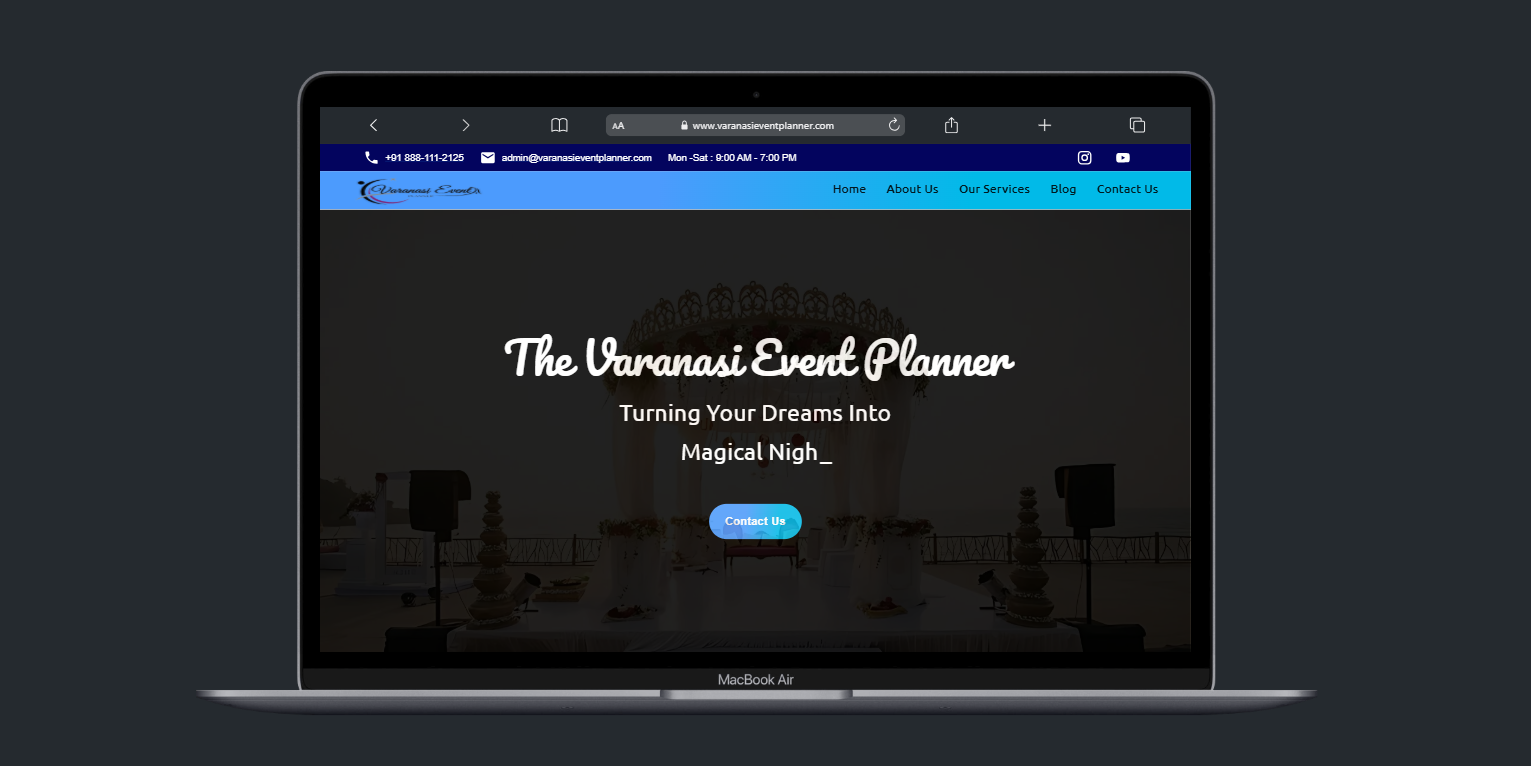 AA www.varanasieventplanner.com
+91 888-111-2125 admin@varanasieventplanner.com Mon -Sat : 9:00 AM - 7:00 PM
Varanasi Event
Home About Us Our Services Blog Contact Us
The Varanasi Event Planner
Turning Your Dreams Into
Magical Nigh_
Contact Us
MacBook Air